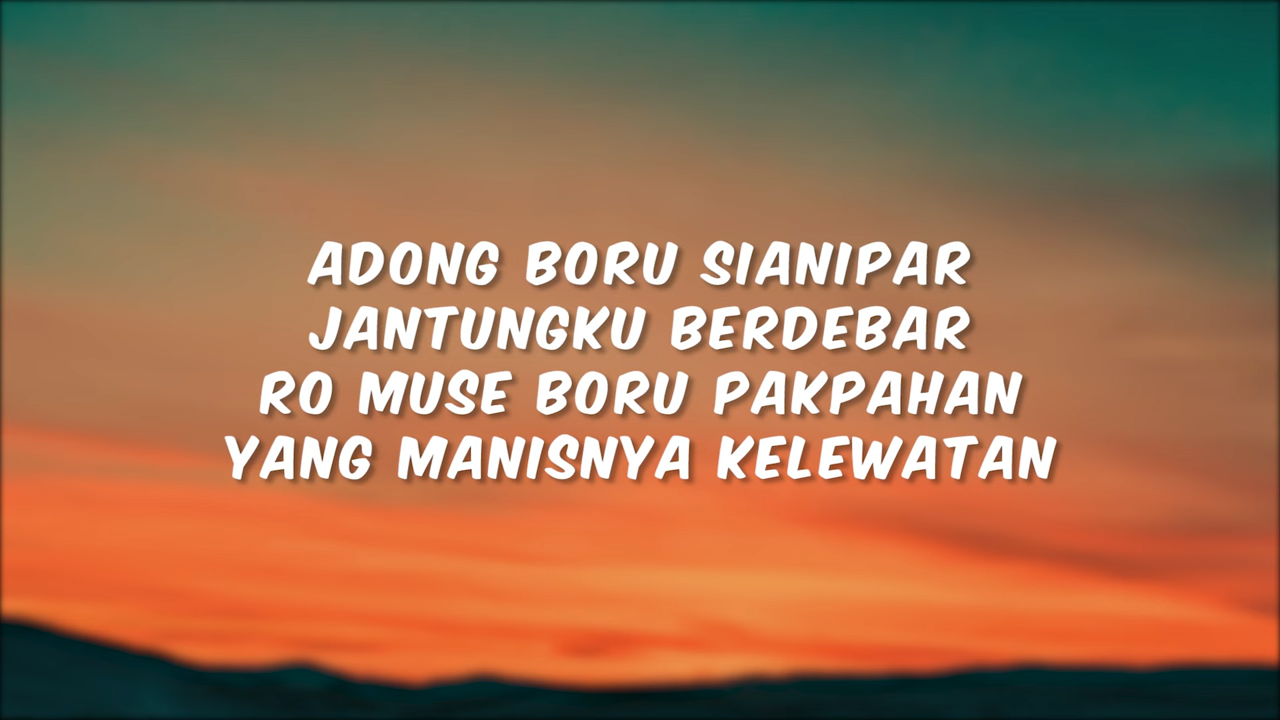 ADONG BORU SIANIPAR
JANTUNGKU BERDEBAR
RO MUSE BORU PAKPAHAN
YANG MANISNYA KELEWATAN